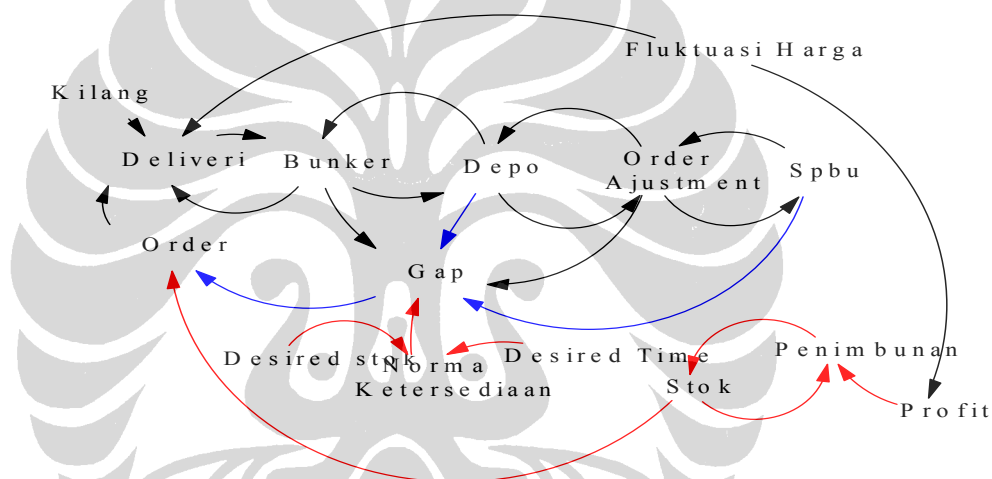 Fluktuasi Harga
Kilang
Deliveri
Bunker
Depo
Order
Ajustment
Spbu
Order
Gap
Desired stok
Norma
Ketersediaan
Desired Time
Penimbunan
Stok
Profit